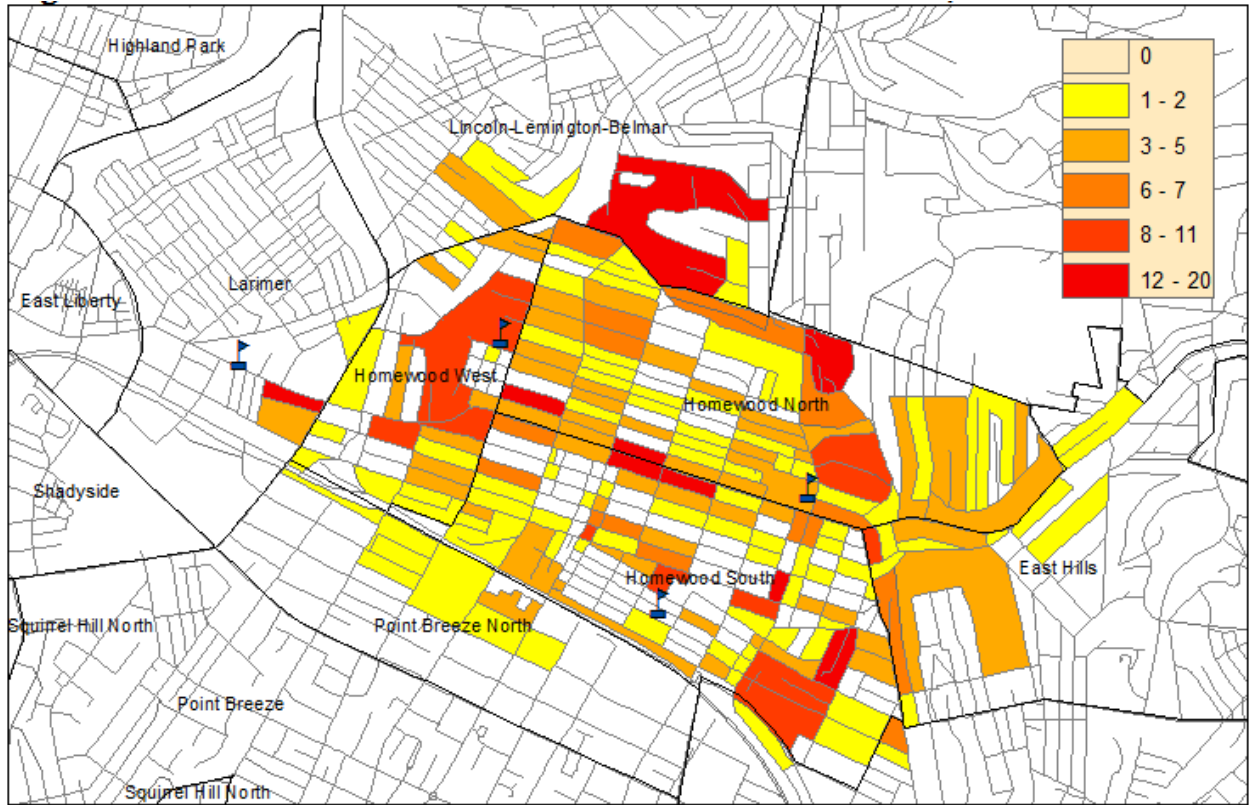 Highland Park
0
1 - 2
3 - 5
6 - 7
8 - 11
12 - 20
Lincoln-Lemington-Belmar
Larimer
East Liberty
Homewood West
Homewood North
Shadyside
East Hills
Homewood South
Squirrel Hill North
Point Breeze North
Point Breeze
Squirrel Hill North